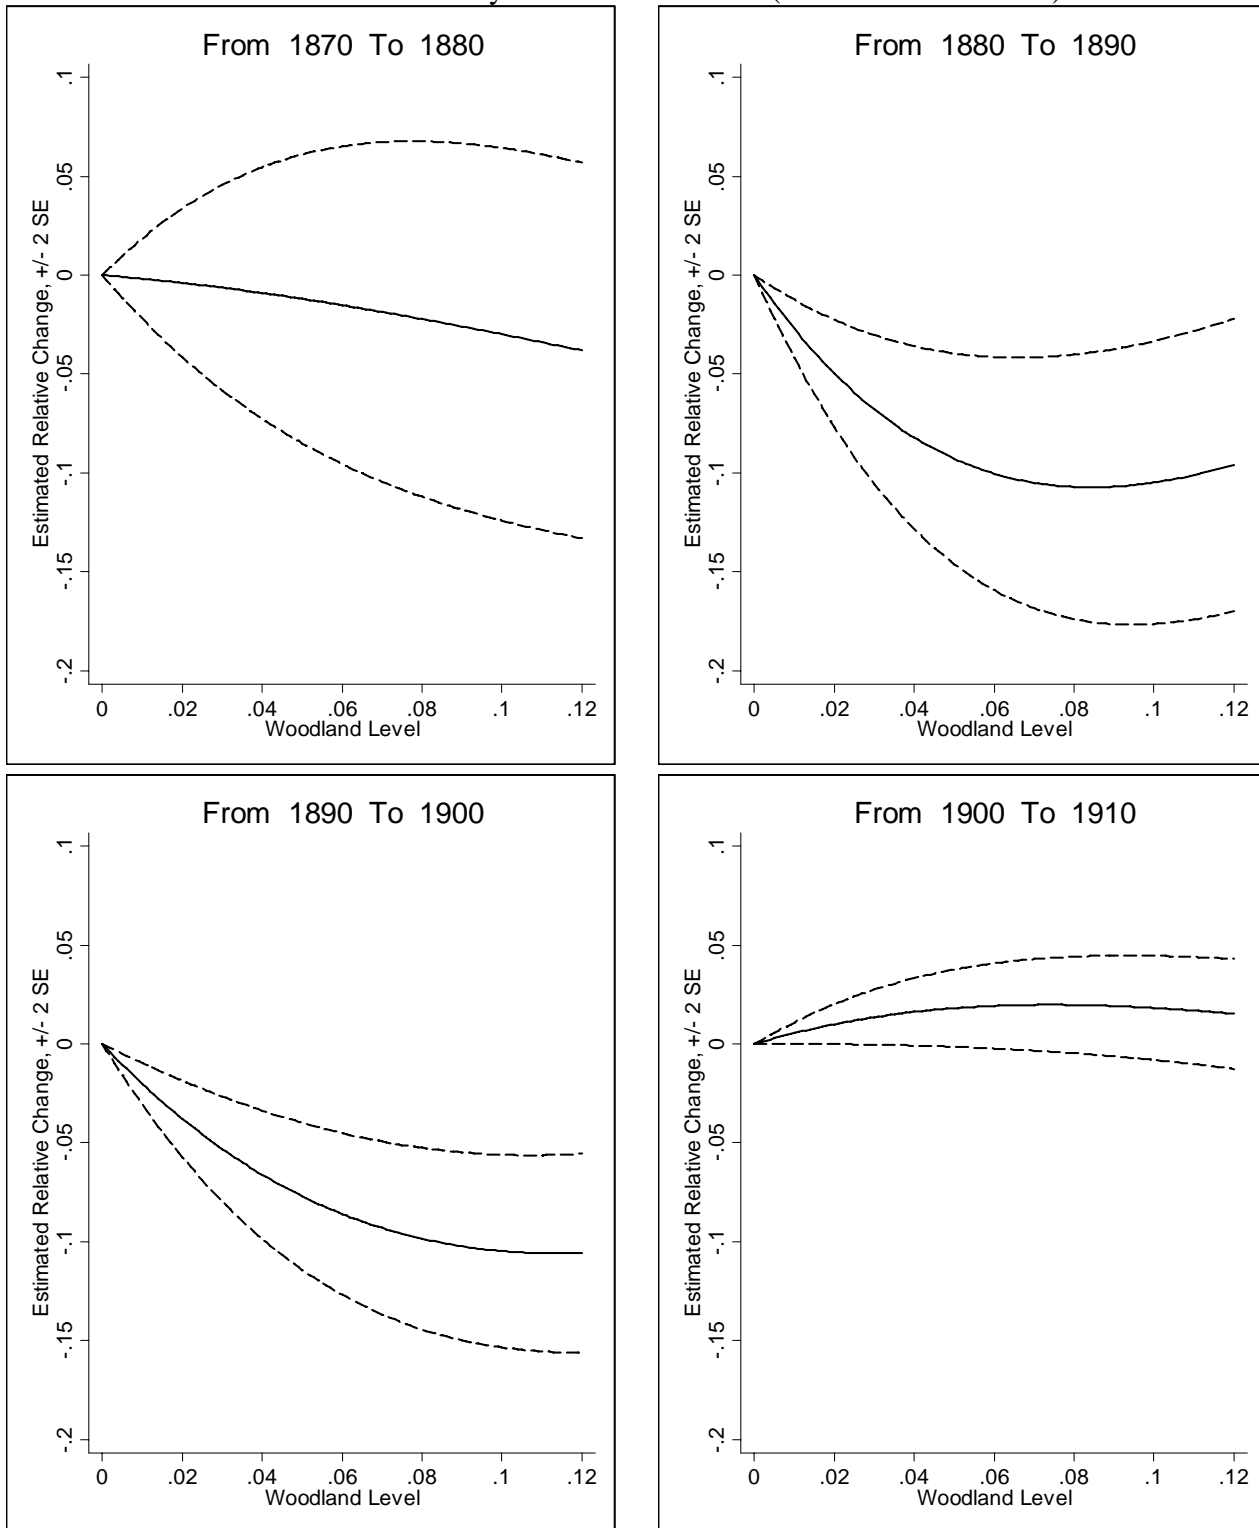 From 1870 To 1880
Estimated Relative Change, +/- 2 SE
.1
.05
0
-.05
-.1
-.15
-.2
0 .02 .04 .06 .08 .1 .12
Woodland Level
From 1880 To 1890
Estimated Relative Change, +/- 2 SE
.1
.05
0
-.05
-.1
-.15
-.2
0 .02 .04 .06 .08 .1 .12
Woodland Level
From 1890 To 1900
Estimated Relative Change, +/- 2 SE
.1
.05
0
-.05
-.1
-.15
-.2
0 .02 .04 .06 .08 .1 .12
Woodland Level
From 1900 To 1910
Estimated Relative Change, +/- 2 SE
.1
.05
0
-.05
-.1
-.15
-.2
0 .02 .04 .06 .08 .1 .12
Woodland Level